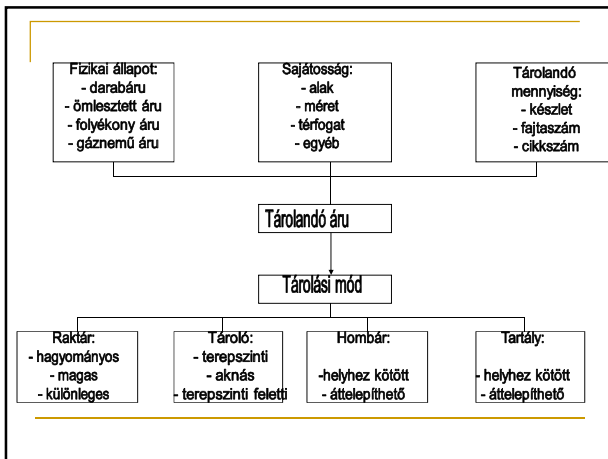 Fizikai állapot:
- darabáru
- ömlesztett áru
- folyékony áru
- gáznemű áru
Sajátosság:
- alak
- méret
- térfogat
- egyéb
Tárolandó
mennyiség:
- készlet
- fajtaszám
- cikkszám
Tárolandó áru
Tárolási mód
Raktár:
- hagyományos
- magas
- különleges
Tároló:
- terepszinti
- aknás
- terepszinti feletti
Hombár:
-helyhez kötött
- áttelepíthető
Tartály:
- helyhez kötött
- áttelepíthető